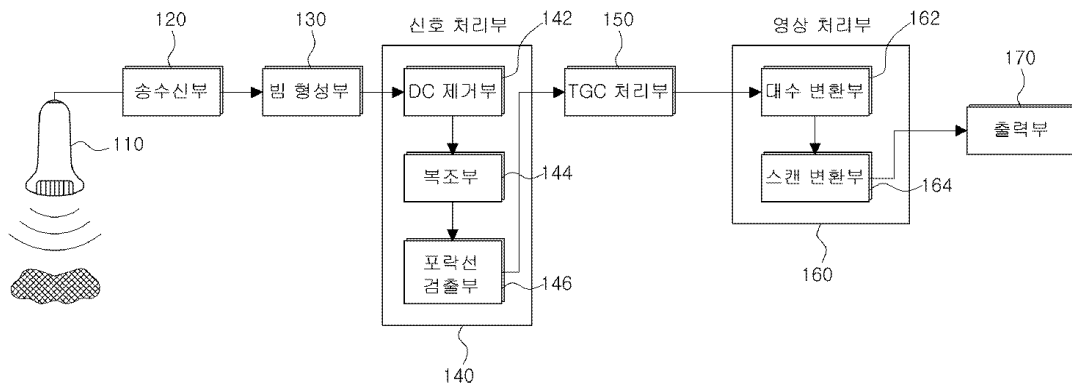 120
130
신호 처리부
142
150
영상 처리부
162
170
송수신부
빔 형성부
DC 제거부
TGC 처리부
대수 변환부
출력부
110
복조부
144
스캔 변환부
164
포락선
검출부
146
160
140